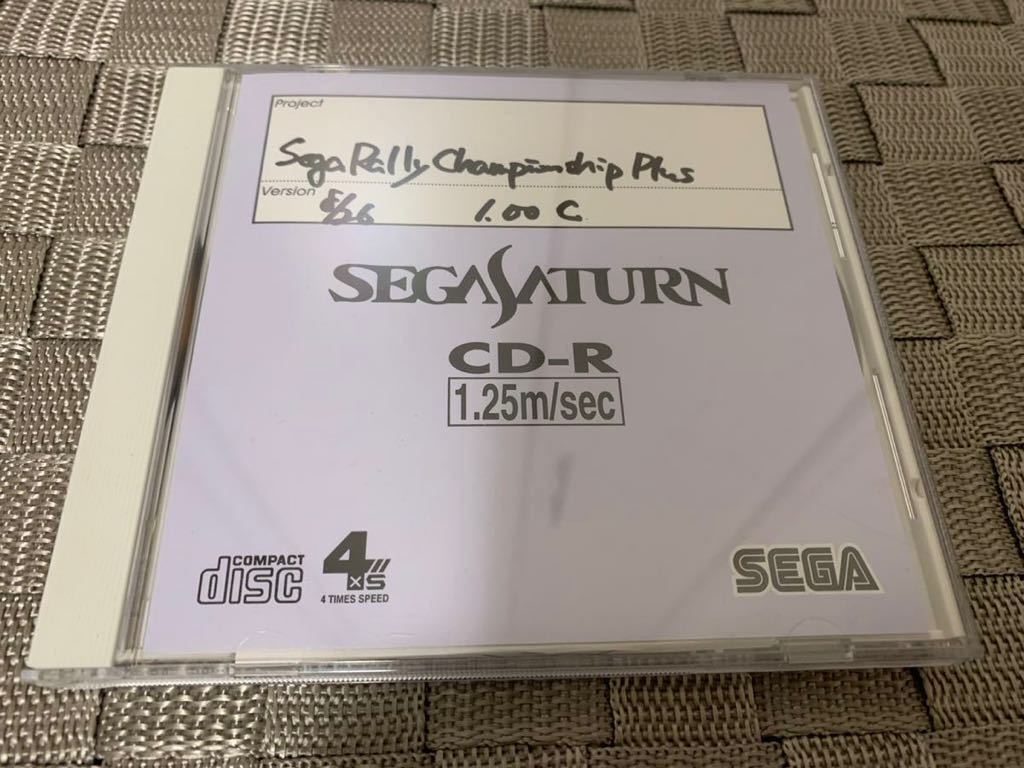 Project
Sega Rally Championship Plus
Version
8/26 1.00 C
SEGA SATURN
CD-R
1.25m/sec
COMPACT
disc
4×S
4 TIMES SPEED
SEGA